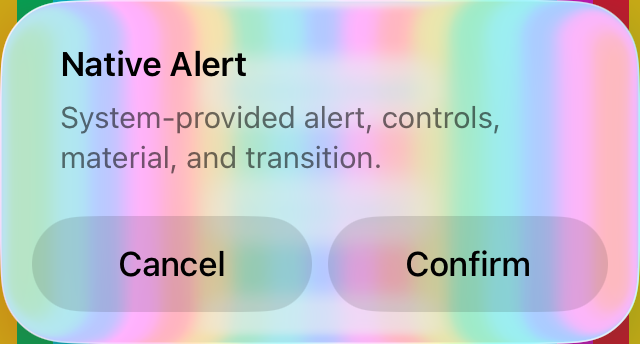 Native Alert
System-provided alert, controls,
material, and transition.
Cancel
Confirm